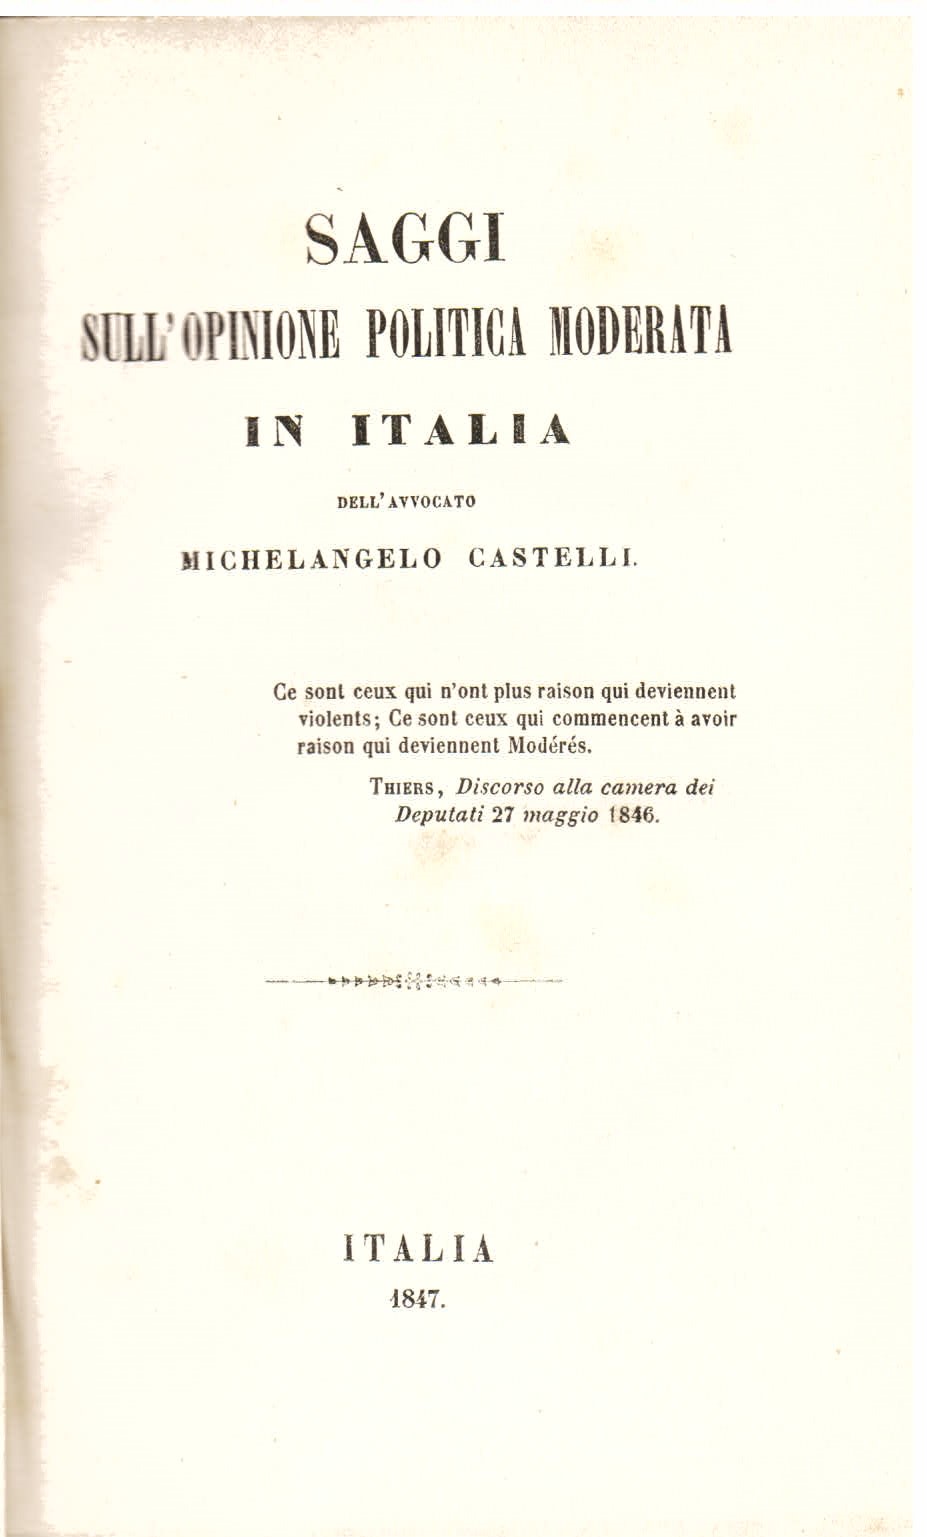 SAGGI
SULL'OPINIONE POLITICA MODERATA
IN ITALIA
DELL'AVVOCATO
MICHELANGELO CASTELLI.
Ce sont ceux qui n'ont plus raison qui deviennent
violents; Ce sont ceux qui commencent à avoir
raison qui deviennent Modérés.
THIERS, Discorso alla camera dei
Deputati 27 maggio 1846.
ITALIA
1847.